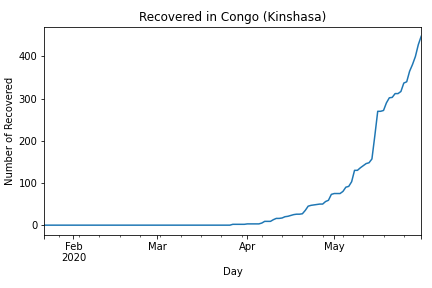 Recovered in Congo (Kinshasa)
Number of Recovered
400
300
200
100
0
Feb
2020
Mar
Apr
May
Day